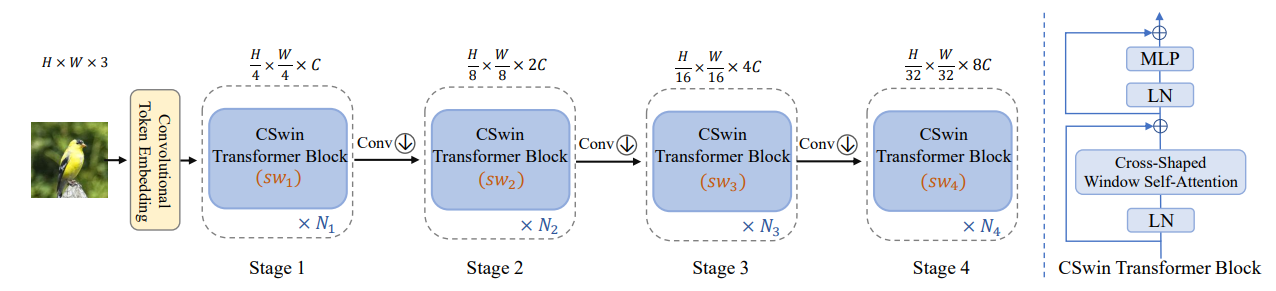 H × W × 3
Convolutional
Token Embedding
H/4 × W/4 × C
CSwin
Transformer Block
(sw₁)
× N₁
Stage 1
Conv
H/8 × W/8 × 2C
CSwin
Transformer Block
(sw₂)
× N₂
Stage 2
Conv
H/16 × W/16 × 4C
CSwin
Transformer Block
(sw₃)
× N₃
Stage 3
Conv
H/32 × W/32 × 8C
CSwin
Transformer Block
(sw₄)
× N₄
Stage 4
MLP
LN
Cross-Shaped
Window Self-Attention
LN
CSwin Transformer Block